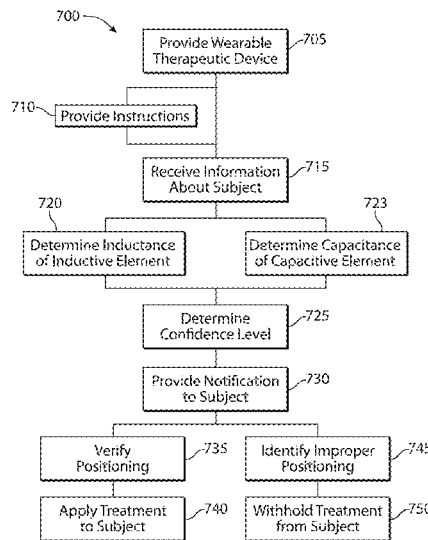 700
Provide Wearable
Therapeutic Device
705
710
Provide Instructions
Receive Information
About Subject
715
720
Determine Inductance
of Inductive Element
723
Determine Capacitance
of Capacitive Element
Determine
Confidence Level
725
Provide Notification
to Subject
730
Verify
Positioning
735
Identify Improper
Positioning
745
Apply Treatment
to Subject
740
Withhold Treatment
from Subject
750